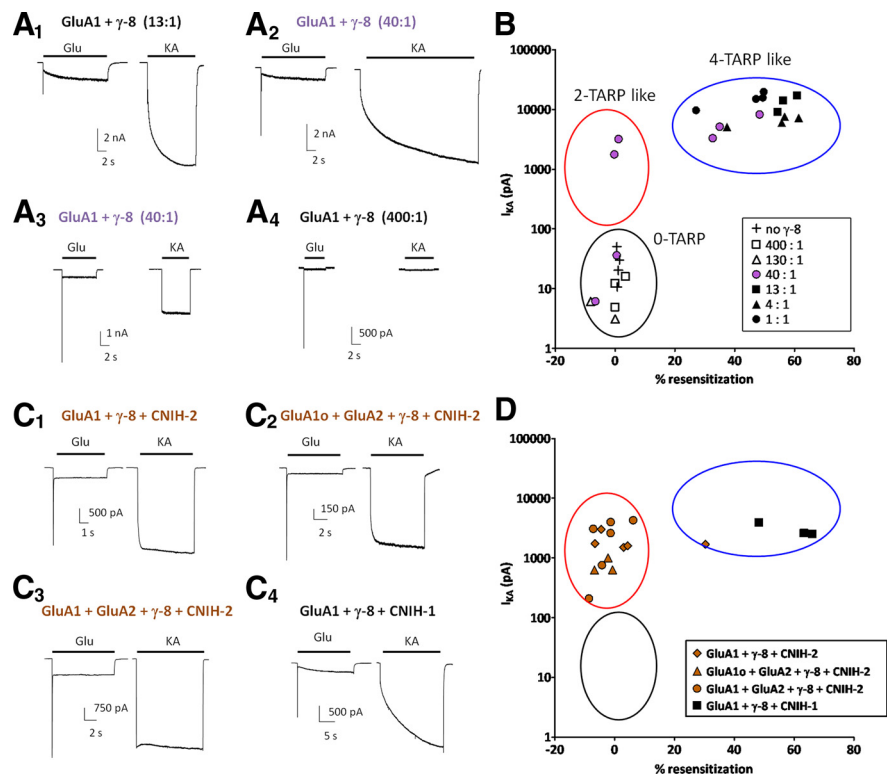 A1 GluA1 + γ-8 (13:1)
Glu KA
2 nA
2 s
A2 GluA1 + γ-8 (40:1)
Glu KA
2 nA
2 s
A3 GluA1 + γ-8 (40:1)
Glu KA
1 nA
2 s
A4 GluA1 + γ-8 (400:1)
Glu KA
500 pA
2 s
B
4-TARP like
2-TARP like
0-TARP
IKA (pA)
100000
10000
1000
100
10
1
-20 0 20 40 60 80
% resensitization
no γ-8
400 : 1
130 : 1
40 : 1
13 : 1
4 : 1
1 : 1
C1 GluA1 + γ-8 + CNIH-2
Glu KA
500 pA
1 s
C2 GluA1o + GluA2 + γ-8 + CNIH-2
Glu KA
150 pA
2 s
C3 GluA1 + GluA2 + γ-8 + CNIH-2
Glu KA
750 pA
2 s
C4 GluA1 + γ-8 + CNIH-1
Glu KA
500 pA
5 s
D
IKA (pA)
100000
10000
1000
100
10
1
-20 0 20 40 60 80
% resensitization
GluA1 + γ-8 + CNIH-2
GluA1o + GluA2 + γ-8 + CNIH-2
GluA1 + GluA2 + γ-8 + CNIH-2
GluA1 + γ-8 + CNIH-1